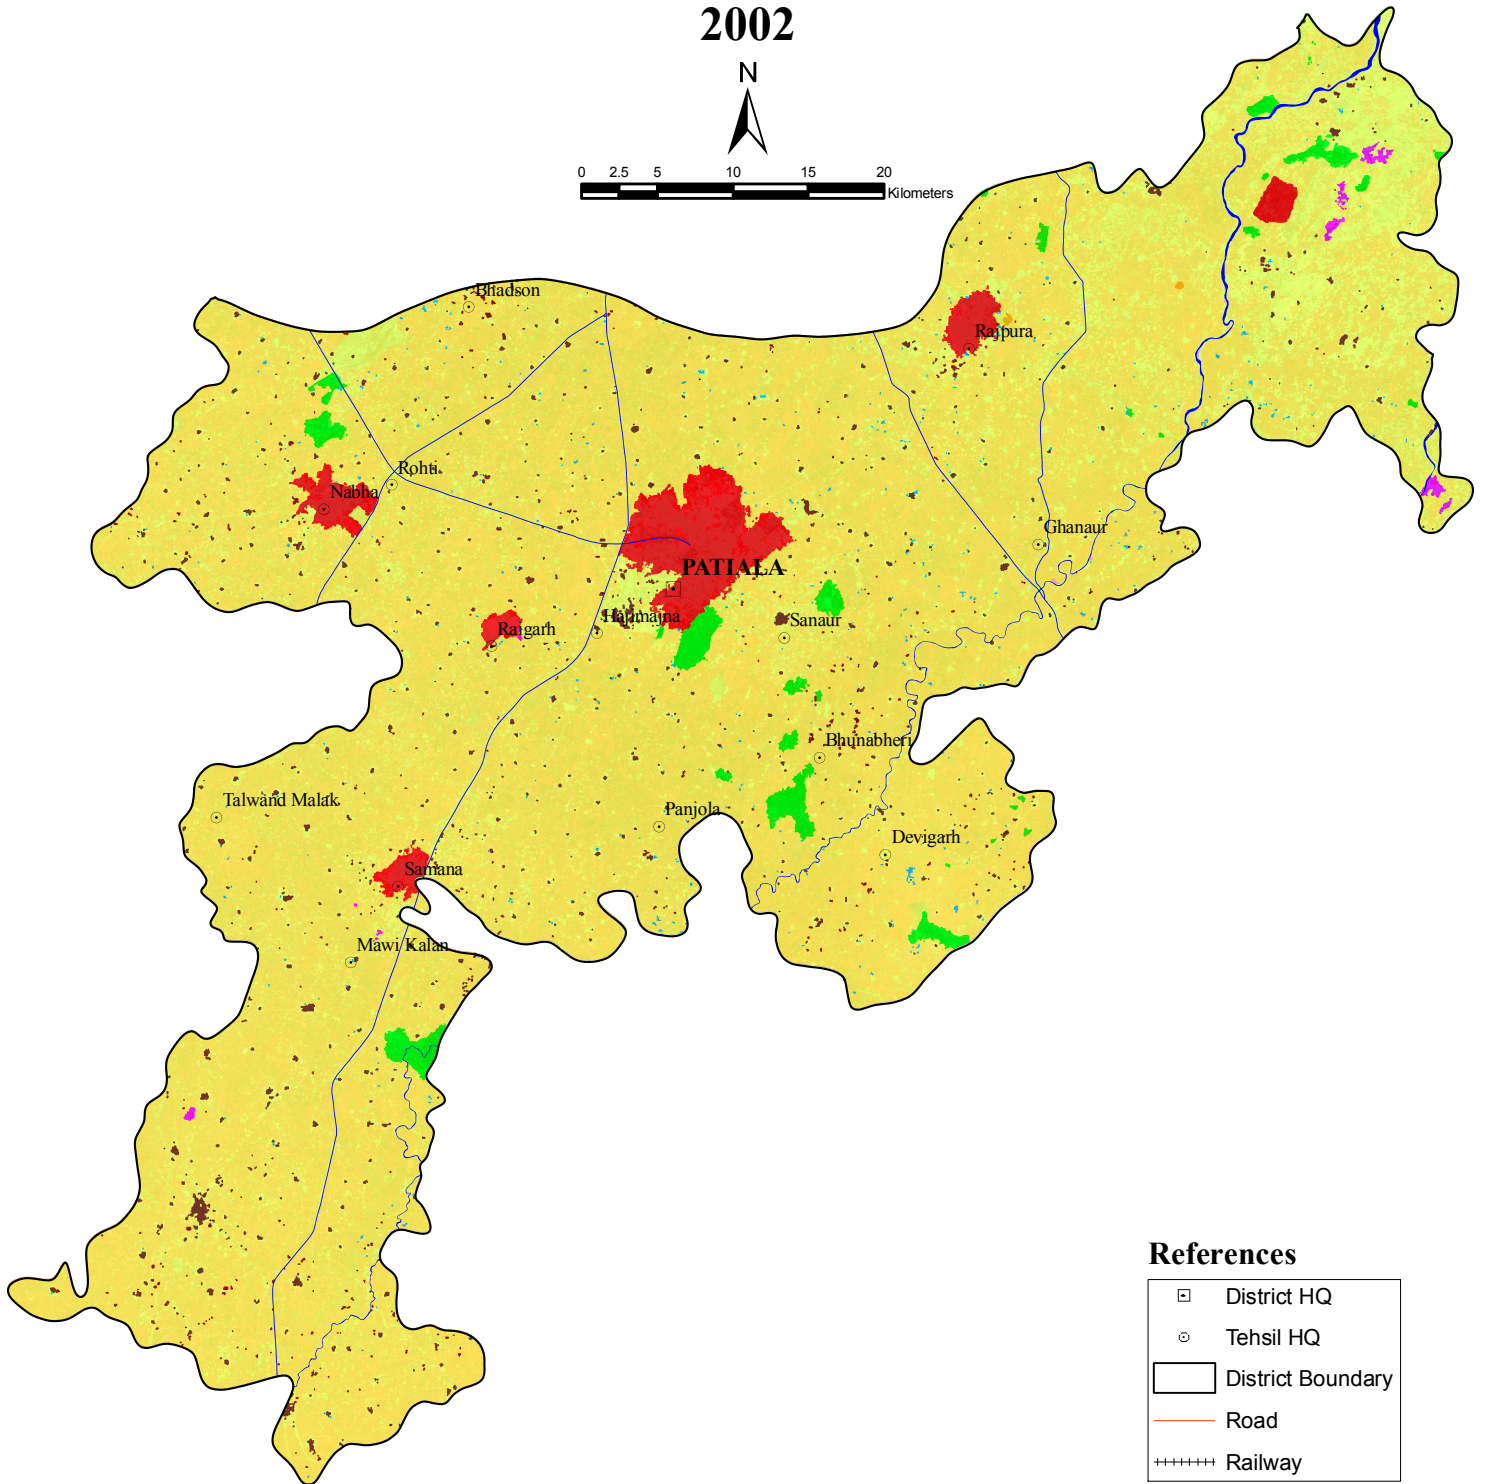 2002
N
0 2.5 5 10 15 20
Kilometers
Bhadson
Rajpura
Rohti
Nabha
Ghanaur
PATIALA
Hajimajna
Sanaur
Raigarh
Bhunabheri
Talwand Malak
Panjola
Devigarh
Samana
Mawi Kalan
References
District HQ
Tehsil HQ
District Boundary
Road
Railway